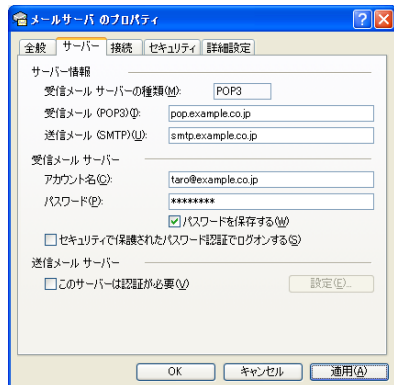 メールサーバ のプロパティ
全般 サーバー 接続 セキュリティ 詳細設定
サーバー情報
受信メール サーバーの種類(M): POP3
受信メール (POP3)(I): pop.example.co.jp
送信メール (SMTP)(U): smtp.example.co.jp
受信メール サーバー
アカウント名(C): taro@example.co.jp
パスワード(P): ********
パスワードを保存する(W)
セキュリティで保護されたパスワード認証でログオンする(S)
送信メール サーバー
このサーバーは認証が必要(V) 設定(E)...
OK キャンセル 適用(A)